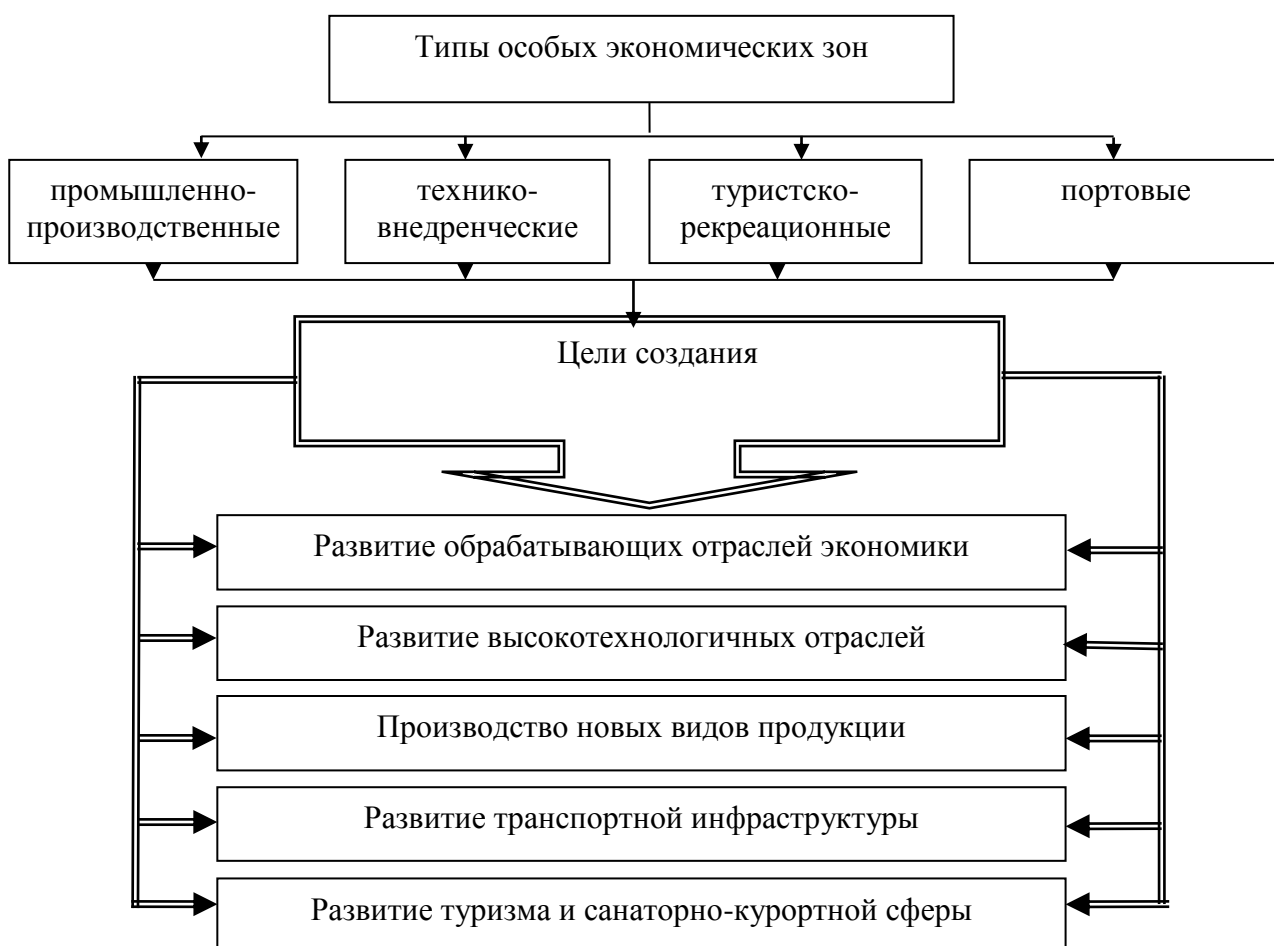 Типы особых экономических зон
промышленно-
производственные
технико-
внедренческие
туристско-
рекреационные
портовые
Цели создания
Развитие обрабатывающих отраслей экономики
Развитие высокотехнологичных отраслей
Производство новых видов продукции
Развитие транспортной инфраструктуры
Развитие туризма и санаторно-курортной сферы